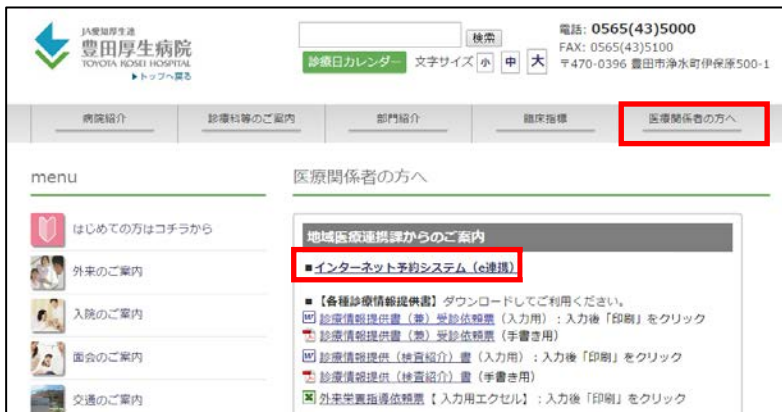 JA愛知厚生連
豊田厚生病院
TOYOTA KOSEI HOSPITAL
▶トップへ戻る
検索
診療日カレンダー 文字サイズ 小 中 大
電話: 0565(43)5000
FAX: 0565(43)5100
〒470-0396 豊田市浄水町伊保原500-1
病院紹介 診療科等のご案内 部門紹介 臨床指標 医療関係者の方へ
menu
はじめての方はコチラから
外来のご案内
入院のご案内
面会のご案内
交通のご案内
医療関係者の方へ
地域医療連携課からのご案内
■インターネット予約システム（e連携）
■【各種診療情報提供書】ダウンロードしてご利用ください。
診療情報提供書（兼）受診依頼票（入力用）：入力後「印刷」をクリック
診療情報提供書（兼）受診依頼票（手書き用）
診療情報提供（検査紹介）書（入力用）：入力後「印刷」をクリック
診療情報提供（検査紹介）書（手書き用）
外来栄養指導依頼票【 入力用エクセル】：入力後「印刷」をクリック